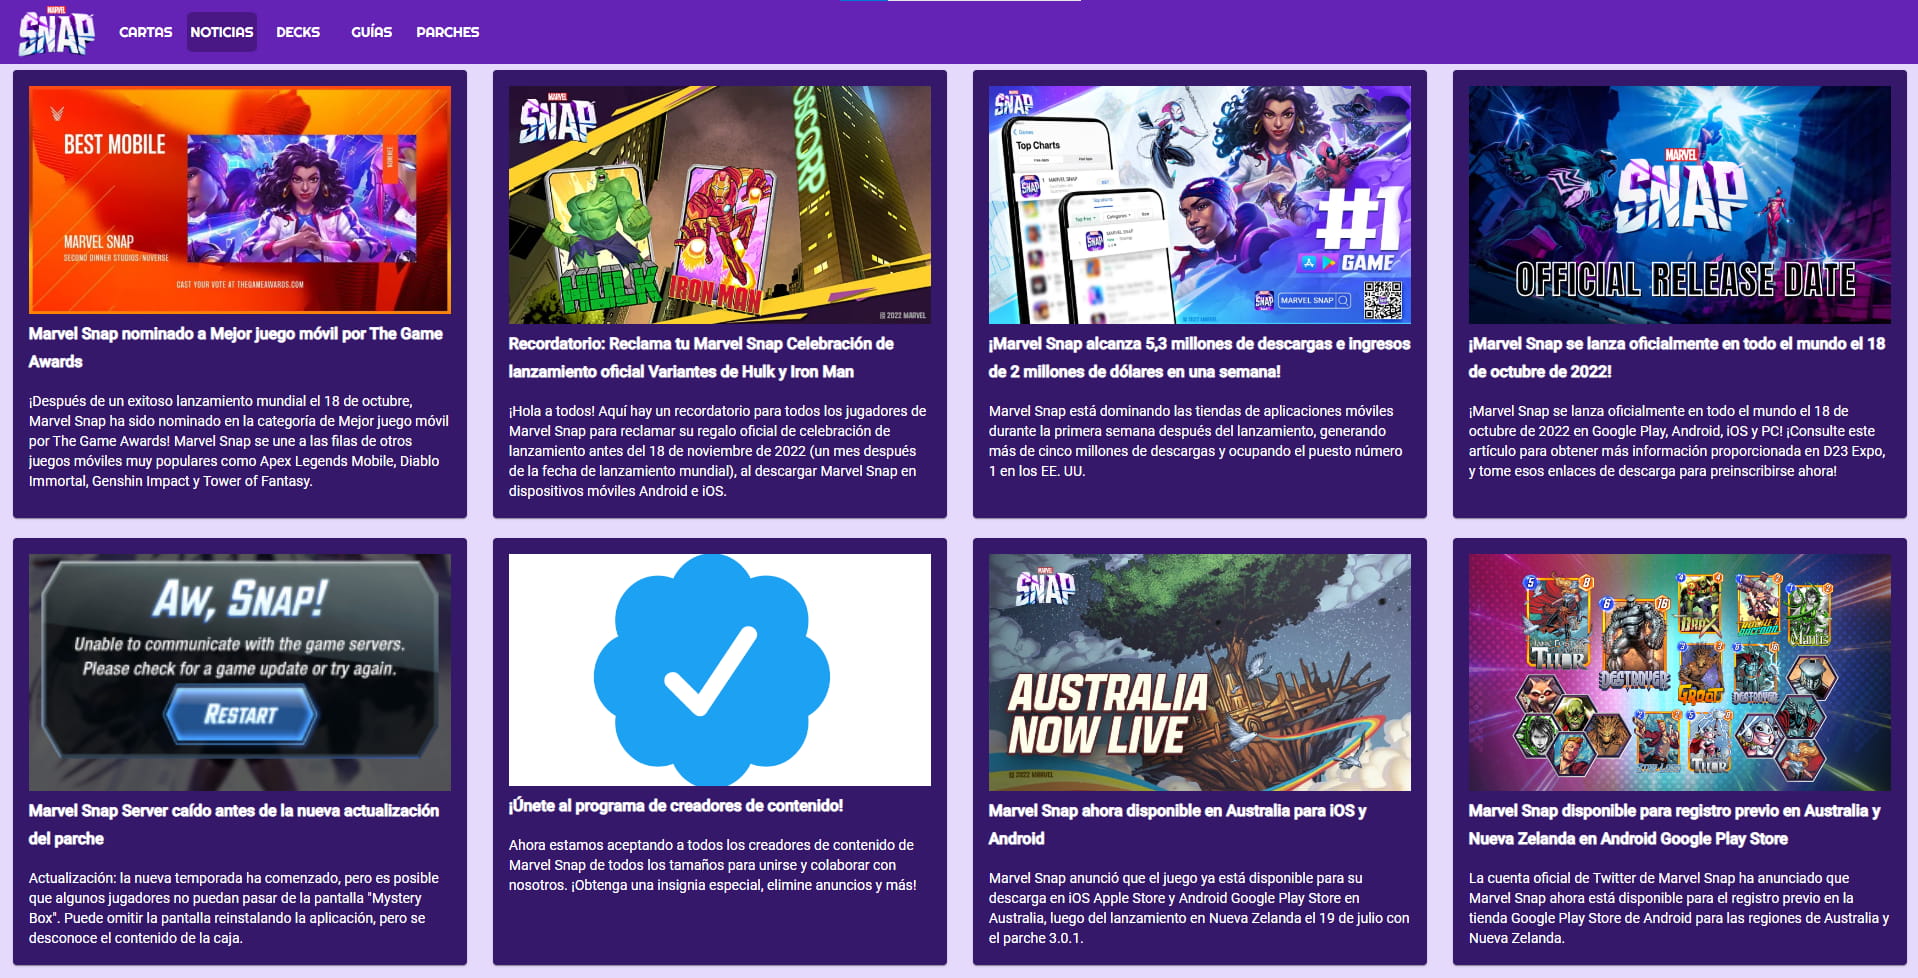 MARVEL
SNAP
CARTAS
NOTICIAS
DECKS
GUÍAS
PARCHES
BEST MOBILE
NOMINEE
MARVEL SNAP
SECOND DINNER STUDIOS/NUVERSE
CAST YOUR VOTE AT THEGAMEAWARDS.COM
Marvel Snap nominado a Mejor juego móvil por The Game
Awards
¡Después de un exitoso lanzamiento mundial el 18 de octubre,
Marvel Snap ha sido nominado en la categoría de Mejor juego móvil
por The Game Awards! Marvel Snap se une a las filas de otros
juegos móviles muy populares como Apex Legends Mobile, Diablo
Immortal, Genshin Impact y Tower of Fantasy.
MARVEL
SNAP
OSCORP
HULK
IRON MAN
© 2022 MARVEL
Recordatorio: Reclama tu Marvel Snap Celebración de
lanzamiento oficial Variantes de Hulk y Iron Man
¡Hola a todos! Aquí hay un recordatorio para todos los jugadores de
Marvel Snap para reclamar su regalo oficial de celebración de
lanzamiento antes del 18 de noviembre de 2022 (un mes después
de la fecha de lanzamiento mundial), al descargar Marvel Snap en
dispositivos móviles Android e iOS.
MARVEL
SNAP
Games
Top Charts
MARVEL SNAP
Top free
Categories
New
MARVEL SNAP
#1
GAME
MARVEL SNAP
© 2022 MARVEL
¡Marvel Snap alcanza 5,3 millones de descargas e ingresos
de 2 millones de dólares en una semana!
Marvel Snap está dominando las tiendas de aplicaciones móviles
durante la primera semana después del lanzamiento, generando
más de cinco millones de descargas y ocupando el puesto número
1 en los EE. UU.
MARVEL
SNAP
OFFICIAL RELEASE DATE
¡Marvel Snap se lanza oficialmente en todo el mundo el 18
de octubre de 2022!
¡Marvel Snap se lanza oficialmente en todo el mundo el 18 de
octubre de 2022 en Google Play, Android, iOS y PC! ¡Consulte este
artículo para obtener más información proporcionada en D23 Expo,
y tome esos enlaces de descarga para preinscribirse ahora!
AW, SNAP!
Unable to communicate with the game servers.
Please check for a game update or try again.
RESTART
Marvel Snap Server caído antes de la nueva actualización
del parche
Actualización: la nueva temporada ha comenzado, pero es posible
que algunos jugadores no puedan pasar de la pantalla "Mystery
Box". Puede omitir la pantalla reinstalando la aplicación, pero se
desconoce el contenido de la caja.
¡Únete al programa de creadores de contenido!
Ahora estamos aceptando a todos los creadores de contenido de
Marvel Snap de todos los tamaños para unirse y colaborar con
nosotros. ¡Obtenga una insignia especial, elimine anuncios y más!
MARVEL
SNAP
AUSTRALIA
NOW LIVE
© 2022 MARVEL
Marvel Snap ahora disponible en Australia para iOS y
Android
Marvel Snap anunció que el juego ya está disponible para su
descarga en iOS Apple Store y Android Google Play Store en
Australia, luego del lanzamiento en Nueva Zelanda el 19 de julio con
el parche 3.0.1.
5 8
THOR
6 16
DESTROYER
DRAX
ROCKET RACCOON
MANTIS
GROOT
DESTROYER
THOR
Marvel Snap disponible para registro previo en Australia y
Nueva Zelanda en Android Google Play Store
La cuenta oficial de Twitter de Marvel Snap ha anunciado que
Marvel Snap ahora está disponible para el registro previo en la
tienda Google Play Store de Android para las regiones de Australia y
Nueva Zelanda.